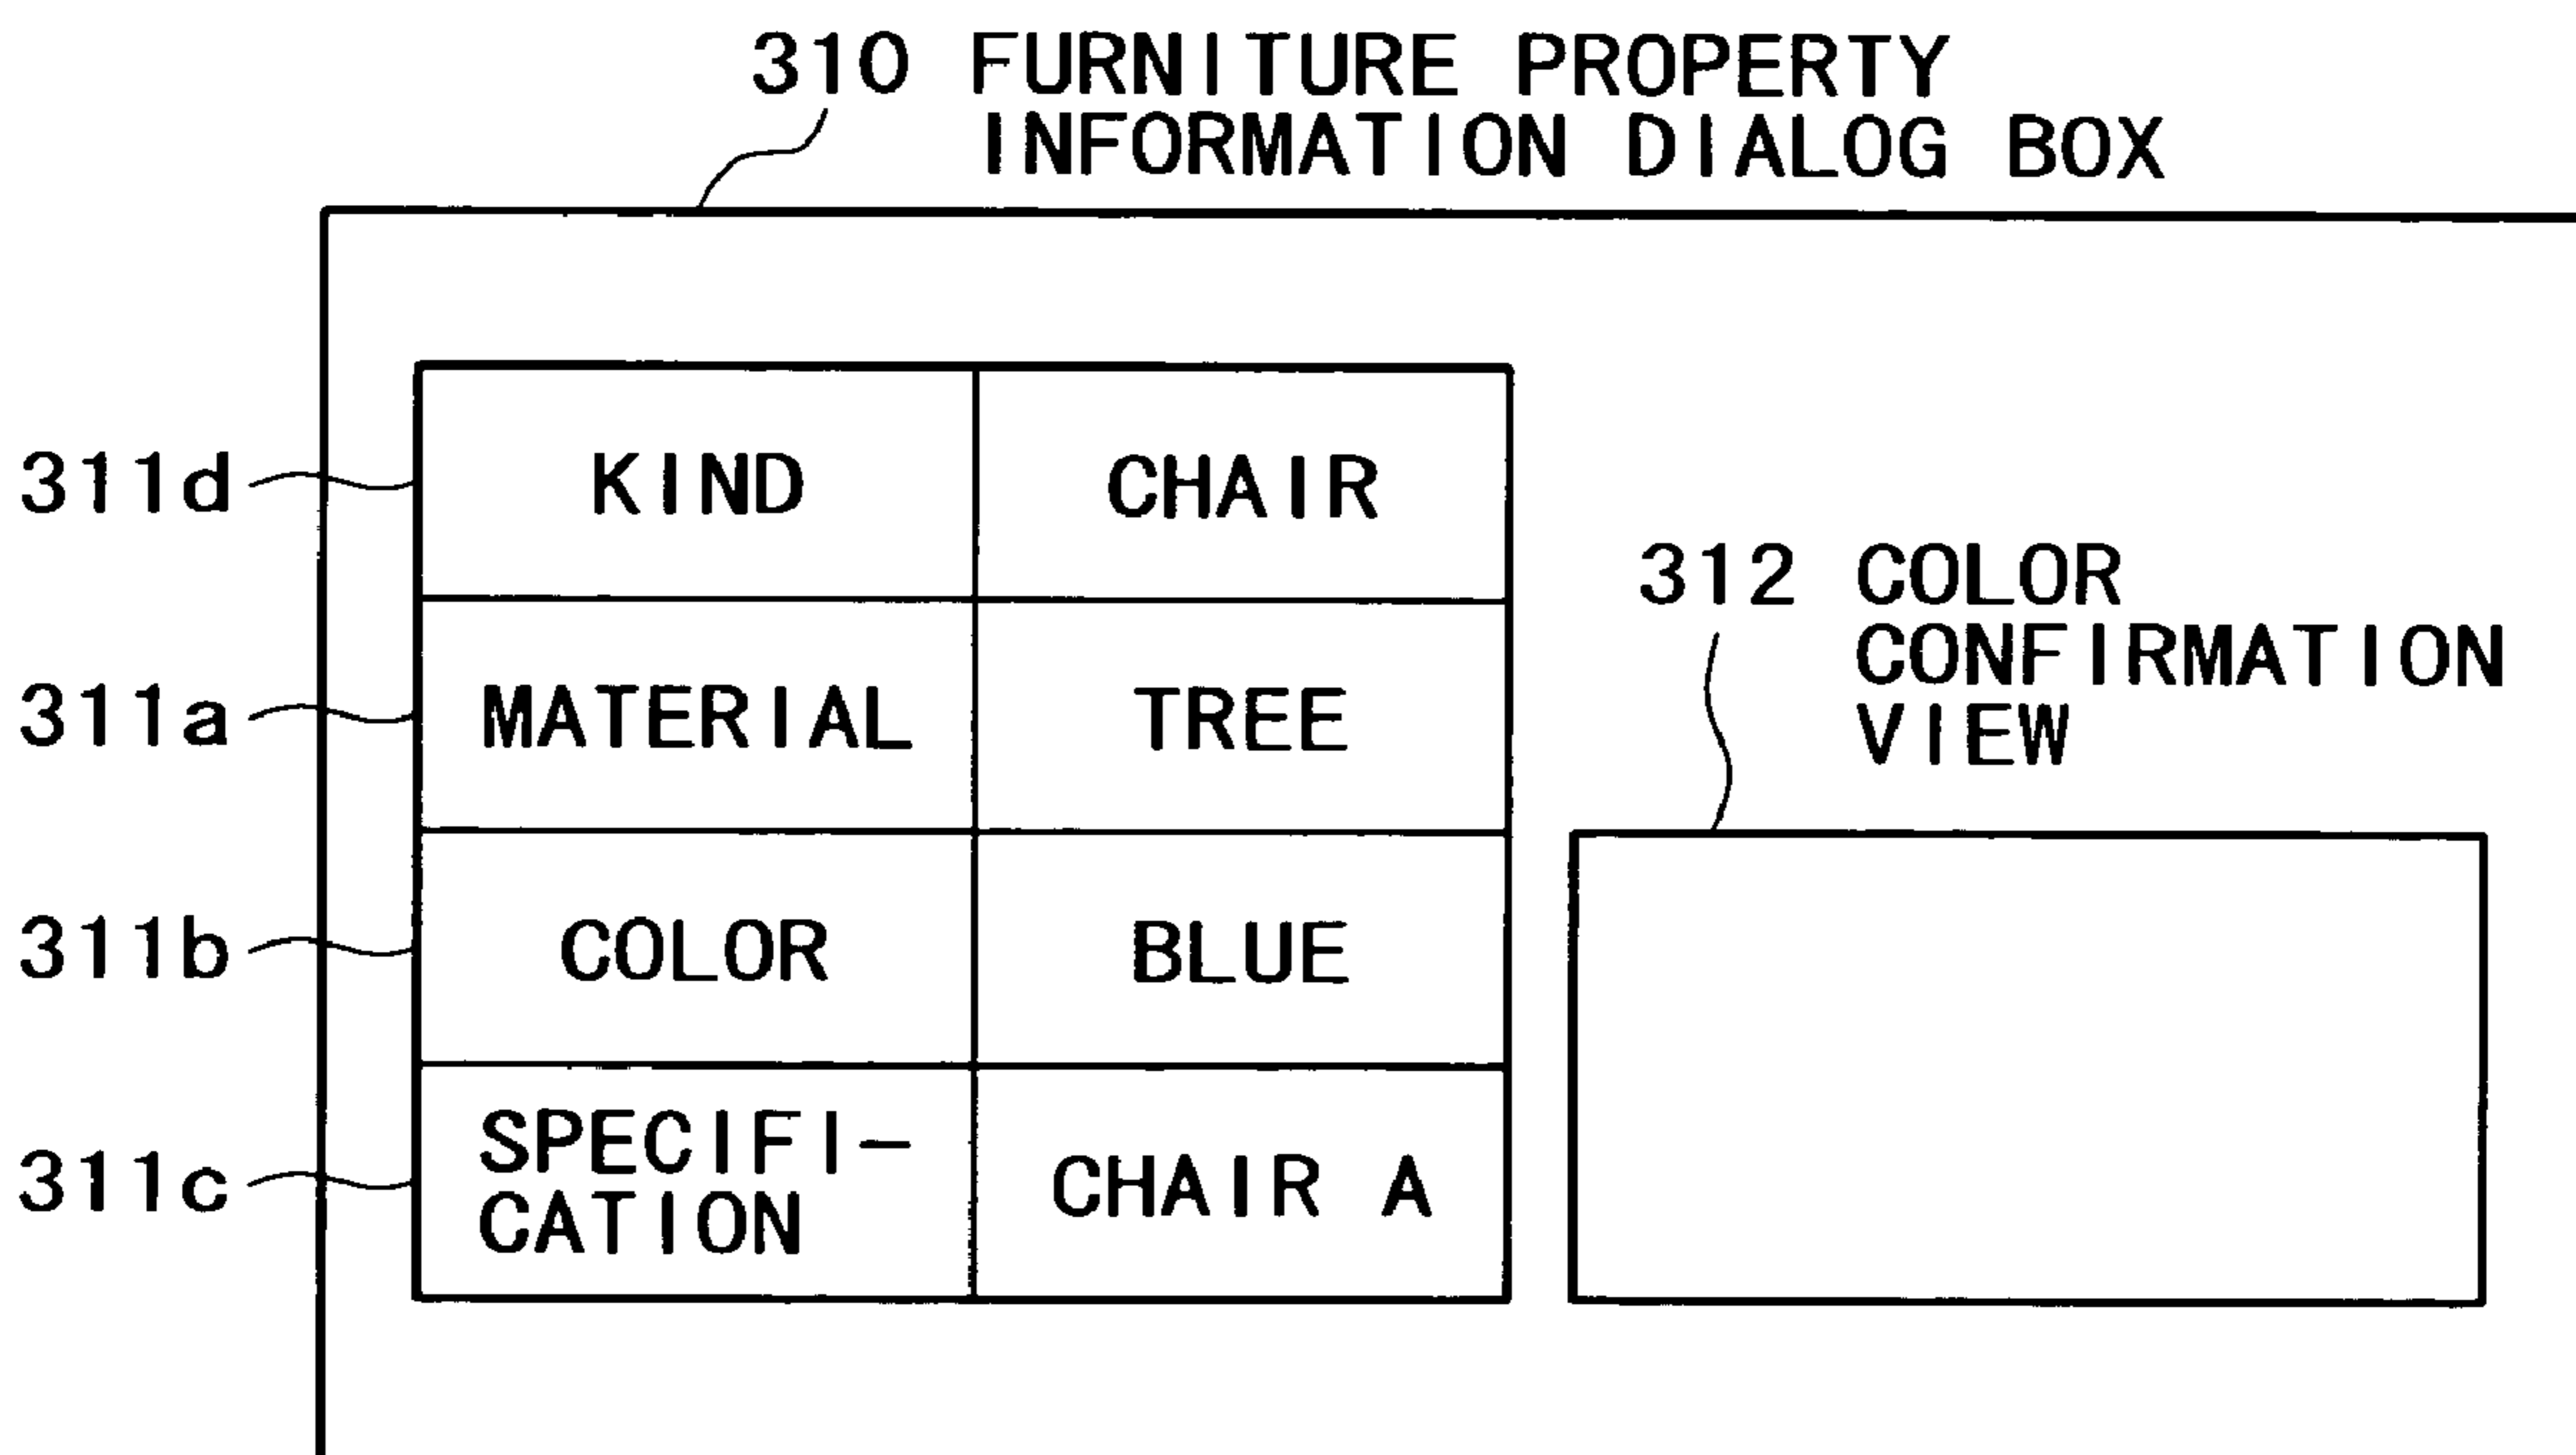 310 FURNITURE PROPERTY
INFORMATION DIALOG BOX
311d KIND CHAIR
311a MATERIAL TREE
311b COLOR BLUE
311c SPECIFI-
CATION CHAIR A
312 COLOR
CONFIRMATION
VIEW